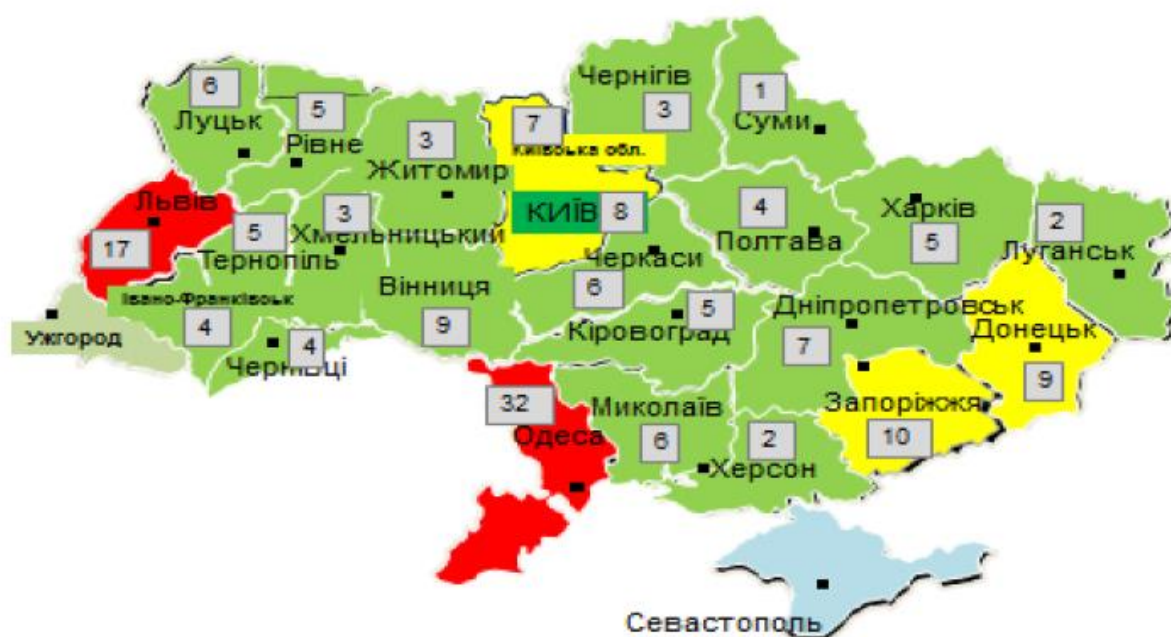 6
Луцьк
5
Рівне
3
Житомир
7
Київська обл.
Чернігів
3
1
Суми
Львів
17
5
Тернопіль
3
Хмельницький
КИЇВ
8
4
Полтава
Харків
5
2
Луганськ
Ужгород
Івано-Франківськ
4
Чернівці
4
Вінниця
9
Черкаси
6
Кіровоград
5
Дніпропетровськ
7
Донецьк
9
32
Одеса
Миколаїв
6
2
Херсон
Запоріжжя
10
Севастополь